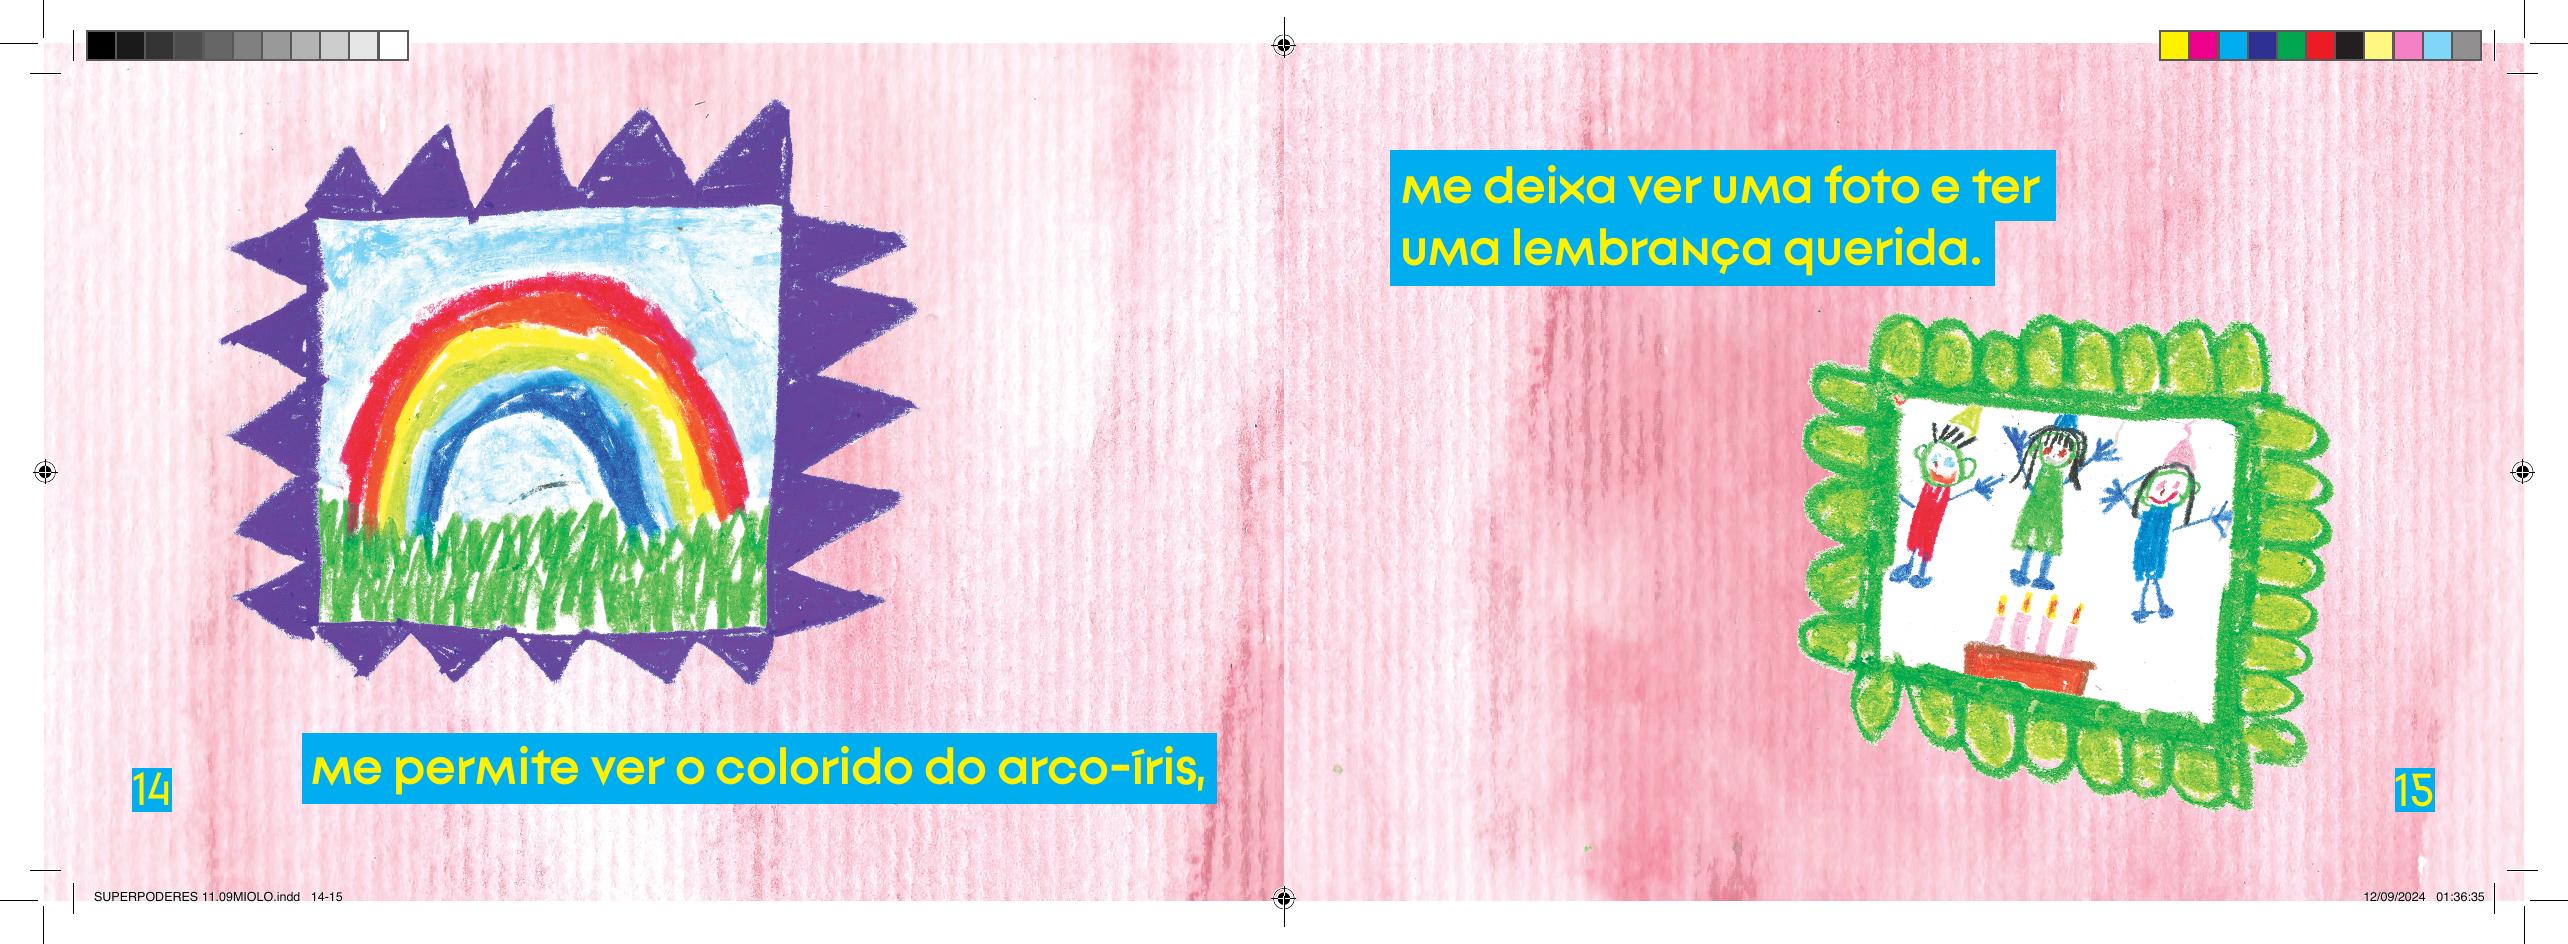 me permite ver o colorido do arco-íris,
14
me deixa ver uma foto e ter
uma lembrança querida.
15
SUPERPODERES 11.09MIOLO.indd 14-15
12/09/2024 01:36:35